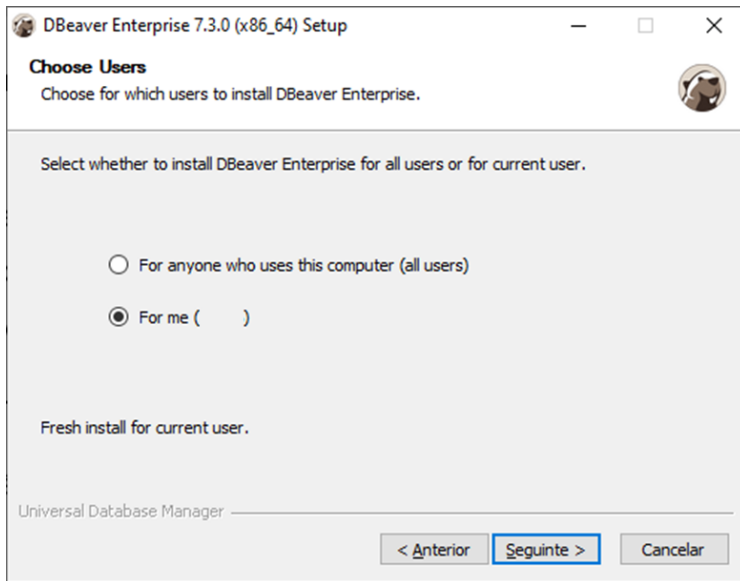 DBeaver Enterprise 7.3.0 (x86_64) Setup
Choose Users
Choose for which users to install DBeaver Enterprise.
Select whether to install DBeaver Enterprise for all users or for current user.
For anyone who uses this computer (all users)
For me ( )
Fresh install for current user.
Universal Database Manager
< Anterior Seguinte > Cancelar